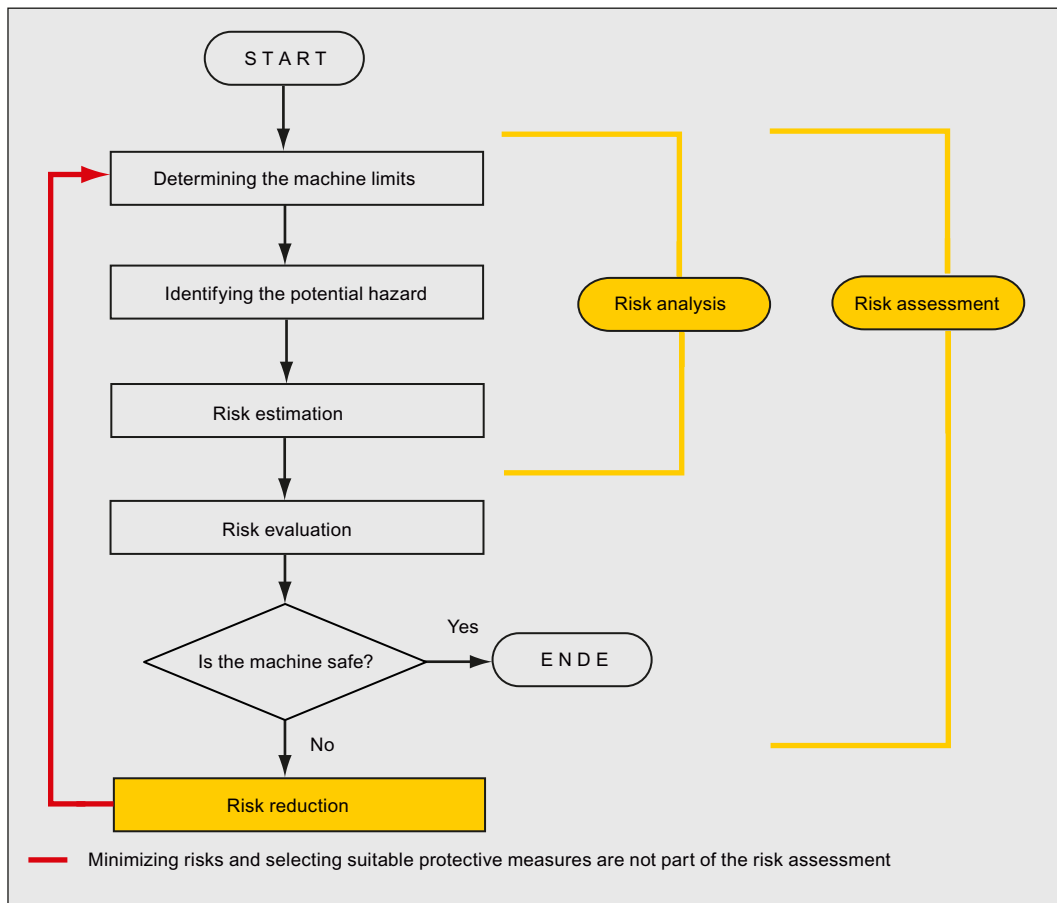 S T A R T
Determining the machine limits
Identifying the potential hazard
Risk analysis
Risk assessment
Risk estimation
Risk evaluation
Is the machine safe?
Yes
E N D E
No
Risk reduction
Minimizing risks and selecting suitable protective measures are not part of the risk assessment